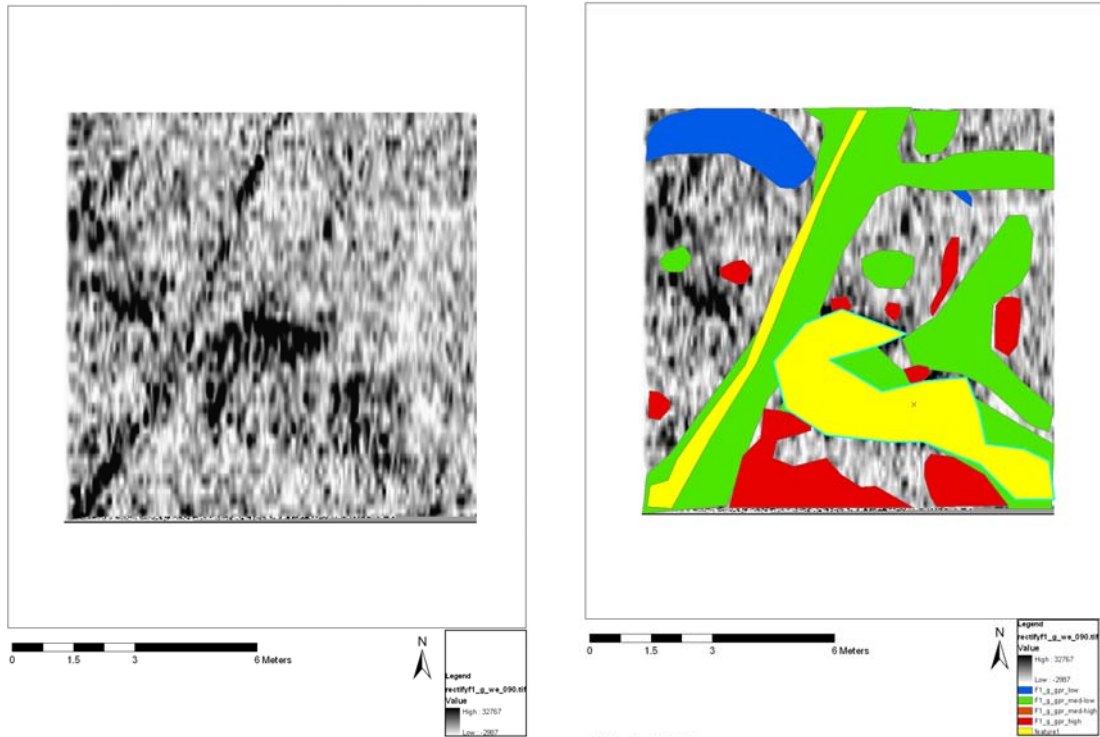 0 1.5 3 6 Meters
N
Legend
rectifyf1_g_we_090.tif
Value
High : 32767
Low : -2987
0 1.5 3 6 Meters
N
Legend
rectifyf1_g_we_090.tif
Value
High : 32767
Low : -2987
F1_g_gpr_low
F1_g_gpr_med-low
F1_g_gpr_med-high
F1_g_gpr_high
feature1